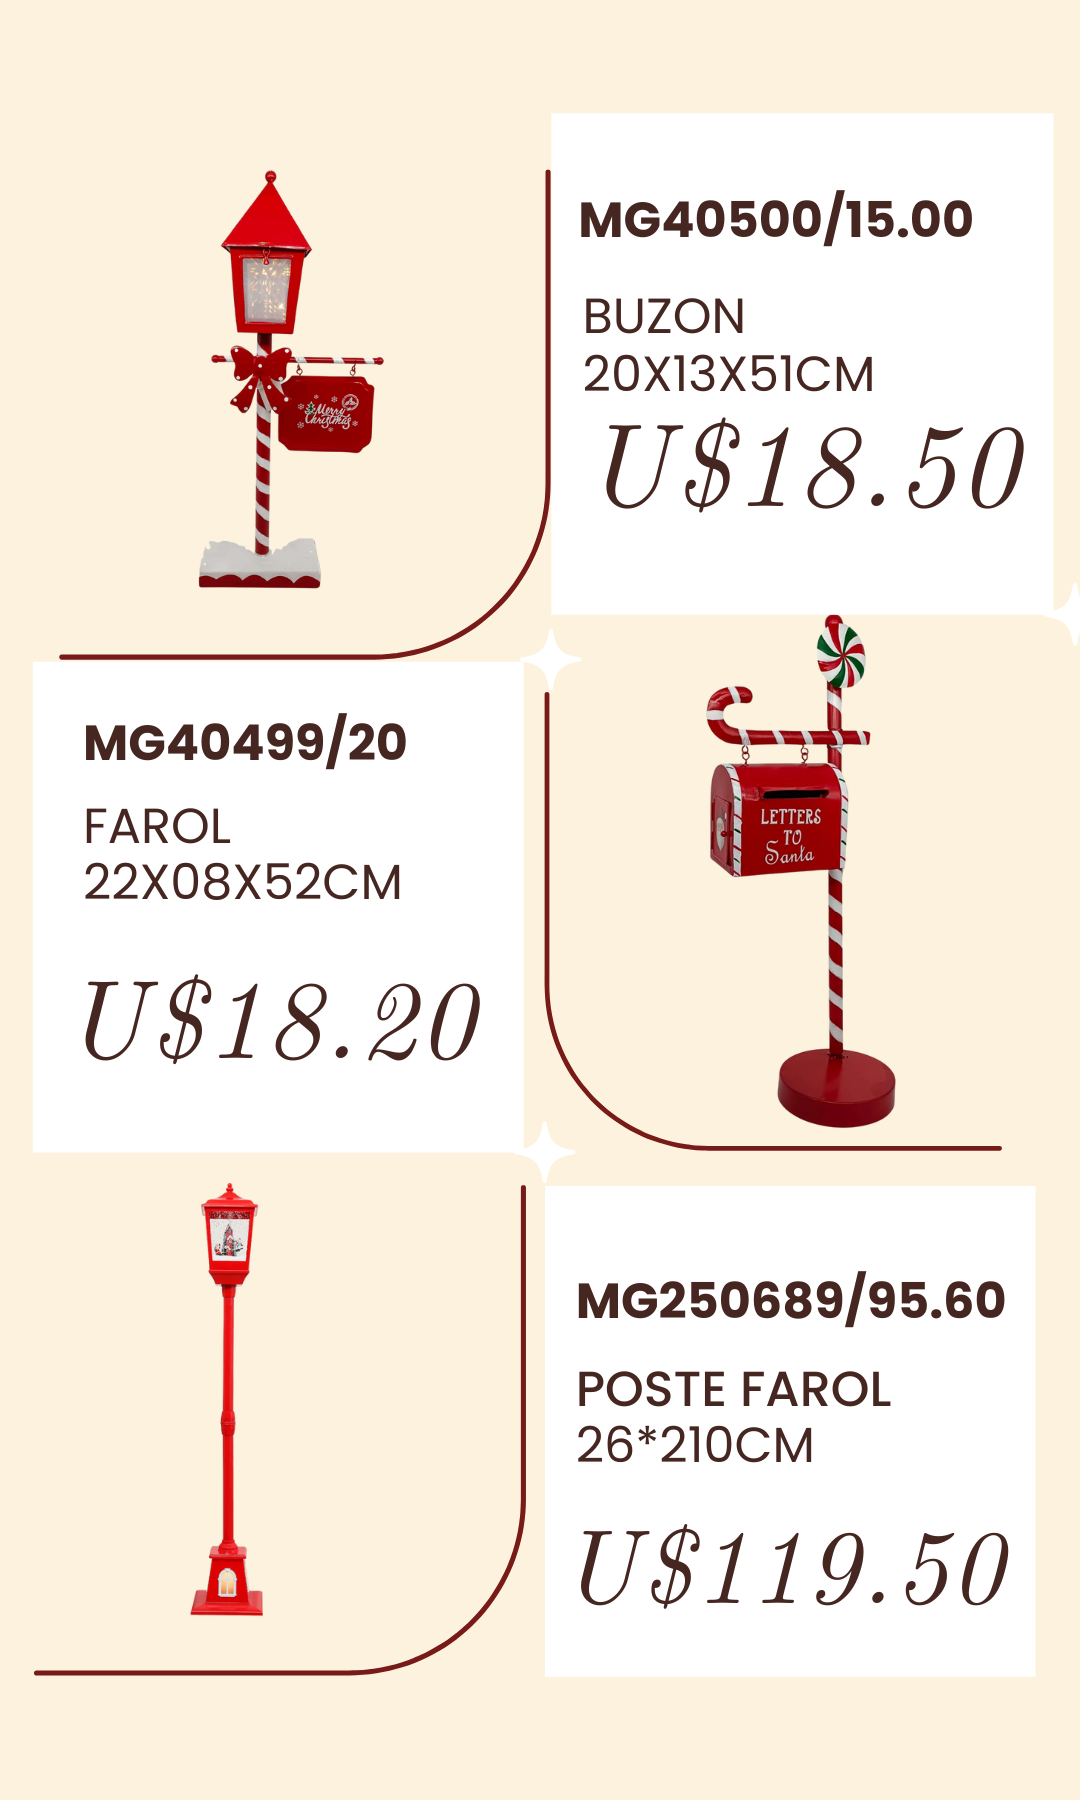 MG40500/15.00
BUZON
20X13X51CM
U$18.50
Merry
Christmas
MG40499/20
FAROL
22X08X52CM
U$18.20
LETTERS
TO
Santa
MG250689/95.60
POSTE FAROL
26*210CM
U$119.50